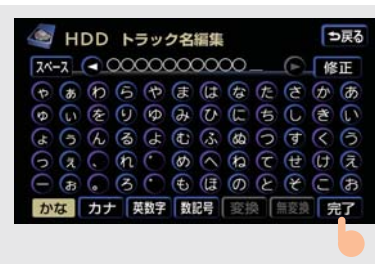 HDD トラック名編集 戻る
スペース ○○○○○○○○○○_ 修正
ゃ ぁ わ ら や ま は な た さ か あ
ゅ ぃ を り ゆ み ひ に ち し き い
ょ ぅ ん る よ む ふ ぬ つ す く う
っ ぇ 、 れ ゛ め へ ね て せ け え
ー ぉ 。 ろ ゜ も ほ の と そ こ お
かな カナ 英数字 数記号 変換 無変換 完了